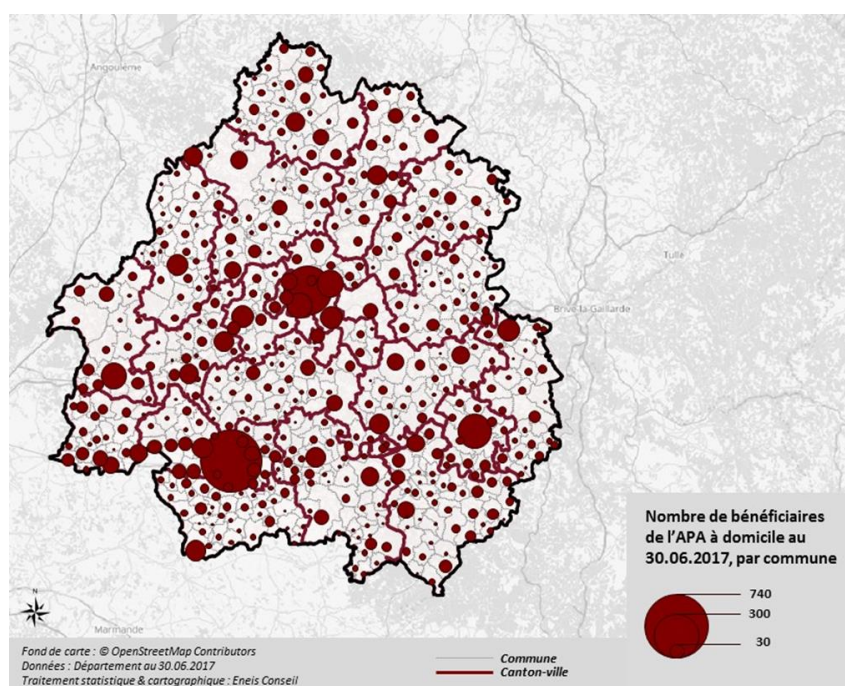 Angoulême
Tulle
Brive-la-Gaillarde
Nombre de bénéficiaires
de l'APA à domicile au
30.06.2017, par commune
740
300
30
N
Marmande
Fond de carte : © OpenStreetMap Contributors
Données : Département au 30.06.2017
Traitement statistique & cartographique : Eneis Conseil
Commune
Canton-ville